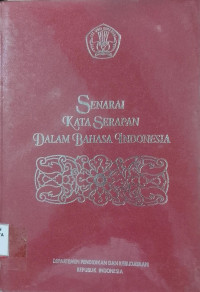 SENARAI
KATA SERAPAN
DALAM BAHASA INDONESIA
DEPARTEMEN PENDIDIKAN DAN KEBUDAYAAN
REPUBLIK INDONESIA